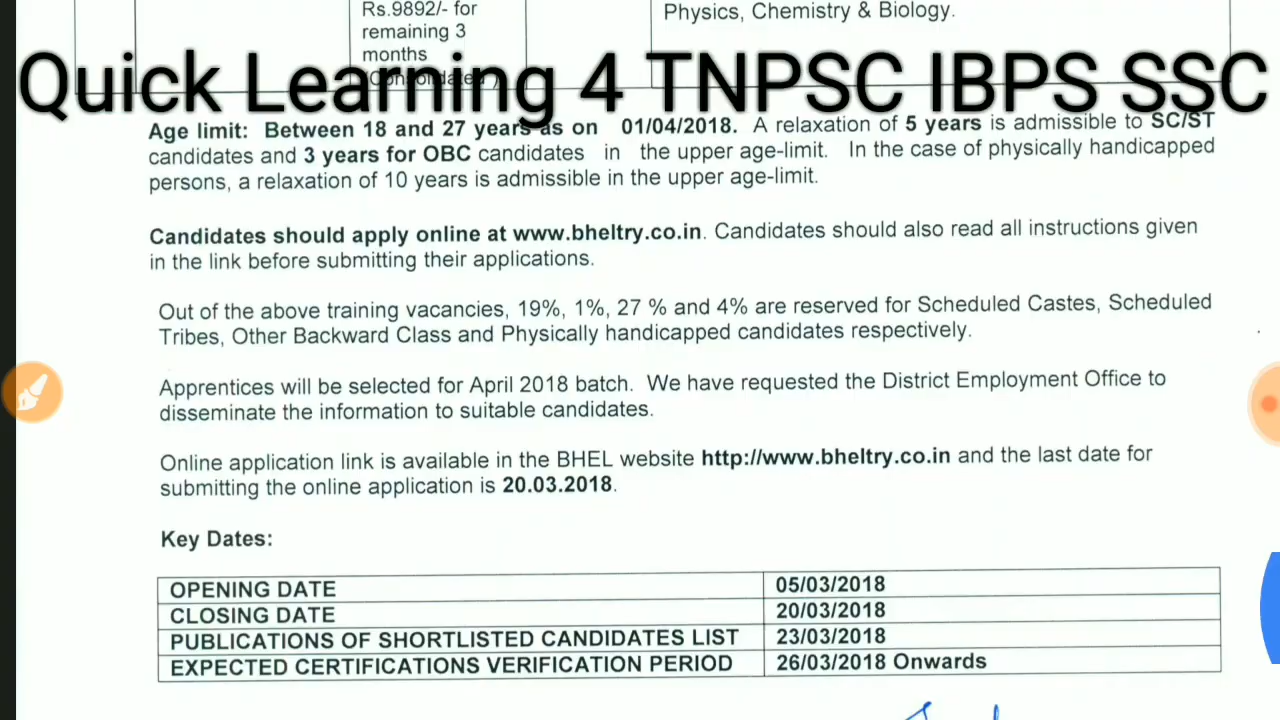 Rs.9892/- for
remaining 3
months
(Consolidated )
Physics, Chemistry & Biology.
Quick Learning 4 TNPSC IBPS SSC
Age limit: Between 18 and 27 years as on 01/04/2018. A relaxation of 5 years is admissible to SC/ST
candidates and 3 years for OBC candidates in the upper age-limit. In the case of physically handicapped
persons, a relaxation of 10 years is admissible in the upper age-limit.
Candidates should apply online at www.bheltry.co.in. Candidates should also read all instructions given
in the link before submitting their applications.
Out of the above training vacancies, 19%, 1%, 27 % and 4% are reserved for Scheduled Castes, Scheduled
Tribes, Other Backward Class and Physically handicapped candidates respectively.
Apprentices will be selected for April 2018 batch. We have requested the District Employment Office to
disseminate the information to suitable candidates.
Online application link is available in the BHEL website http://www.bheltry.co.in and the last date for
submitting the online application is 20.03.2018.
Key Dates:
OPENING DATE 05/03/2018
CLOSING DATE 20/03/2018
PUBLICATIONS OF SHORTLISTED CANDIDATES LIST 23/03/2018
EXPECTED CERTIFICATIONS VERIFICATION PERIOD 26/03/2018 Onwards